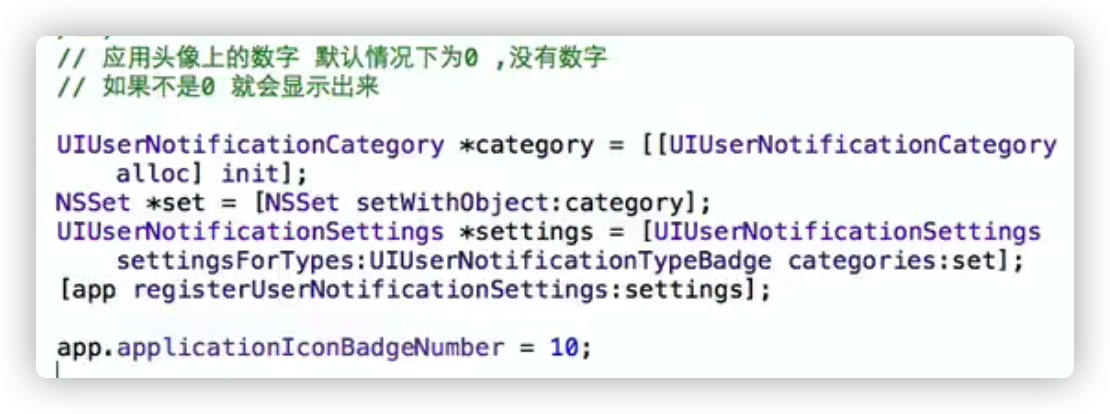 // 应用头像上的数字 默认情况下为0 ,没有数字
// 如果不是0 就会显示出来
UIUserNotificationCategory *category = [[UIUserNotificationCategory
alloc] init];
NSSet *set = [NSSet setWithObject:category];
UIUserNotificationSettings *settings = [UIUserNotificationSettings
settingsForTypes:UIUserNotificationTypeBadge categories:set];
[app registerUserNotificationSettings:settings];
app.applicationIconBadgeNumber = 10;